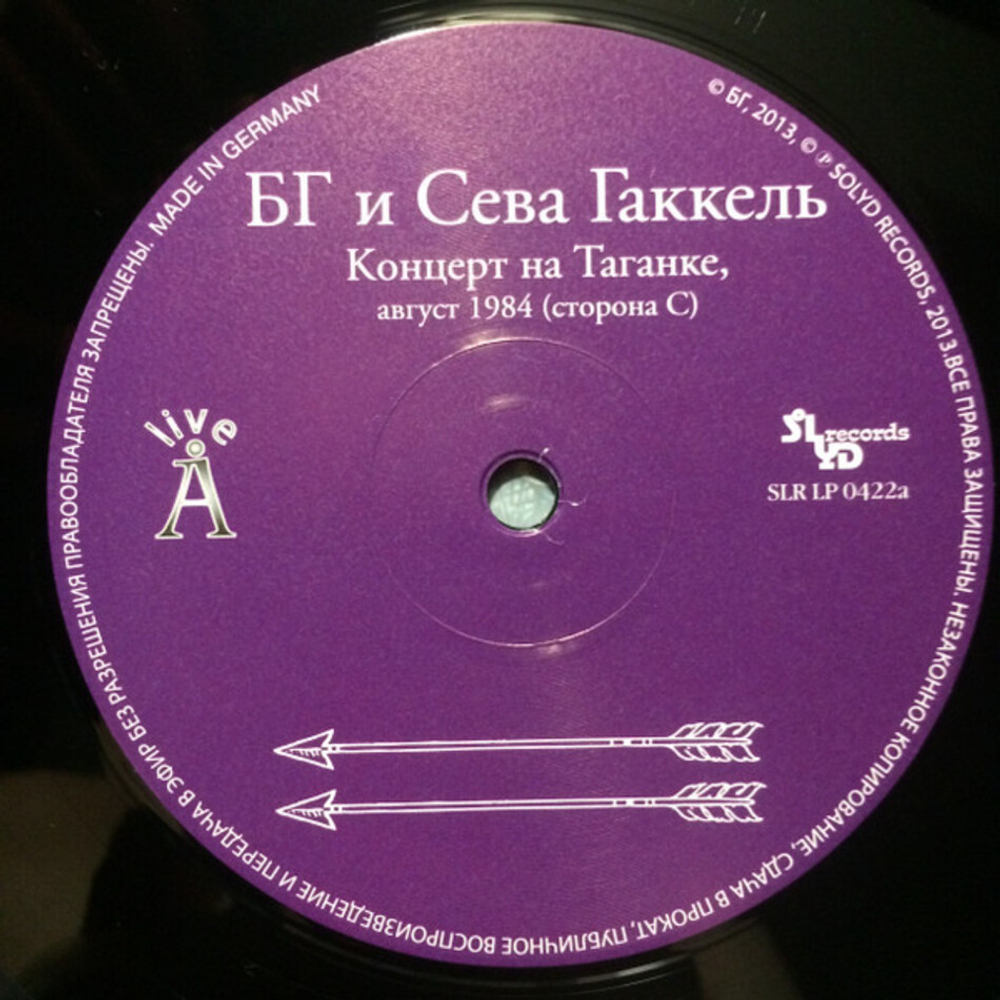 БГ и Сева Гаккель
Концерт на Таганке,
август 1984 (сторона С)
live
Å
SOLYD records
SLR LP 0422a
© БГ, 2013, © ℗ SOLYD RECORDS, 2013.ВСЕ ПРАВА ЗАЩИЩЕНЫ. НЕЗАКОННОЕ КОПИРОВАНИЕ, СДАЧА В ПРОКАТ, ПУБЛИЧНОЕ ВОСПРОИЗВЕДЕНИЕ И ПЕРЕДАЧА В ЭФИР БЕЗ РАЗРЕШЕНИЯ ПРАВООБЛАДАТЕЛЯ ЗАПРЕЩЕНЫ. MADE IN GERMANY